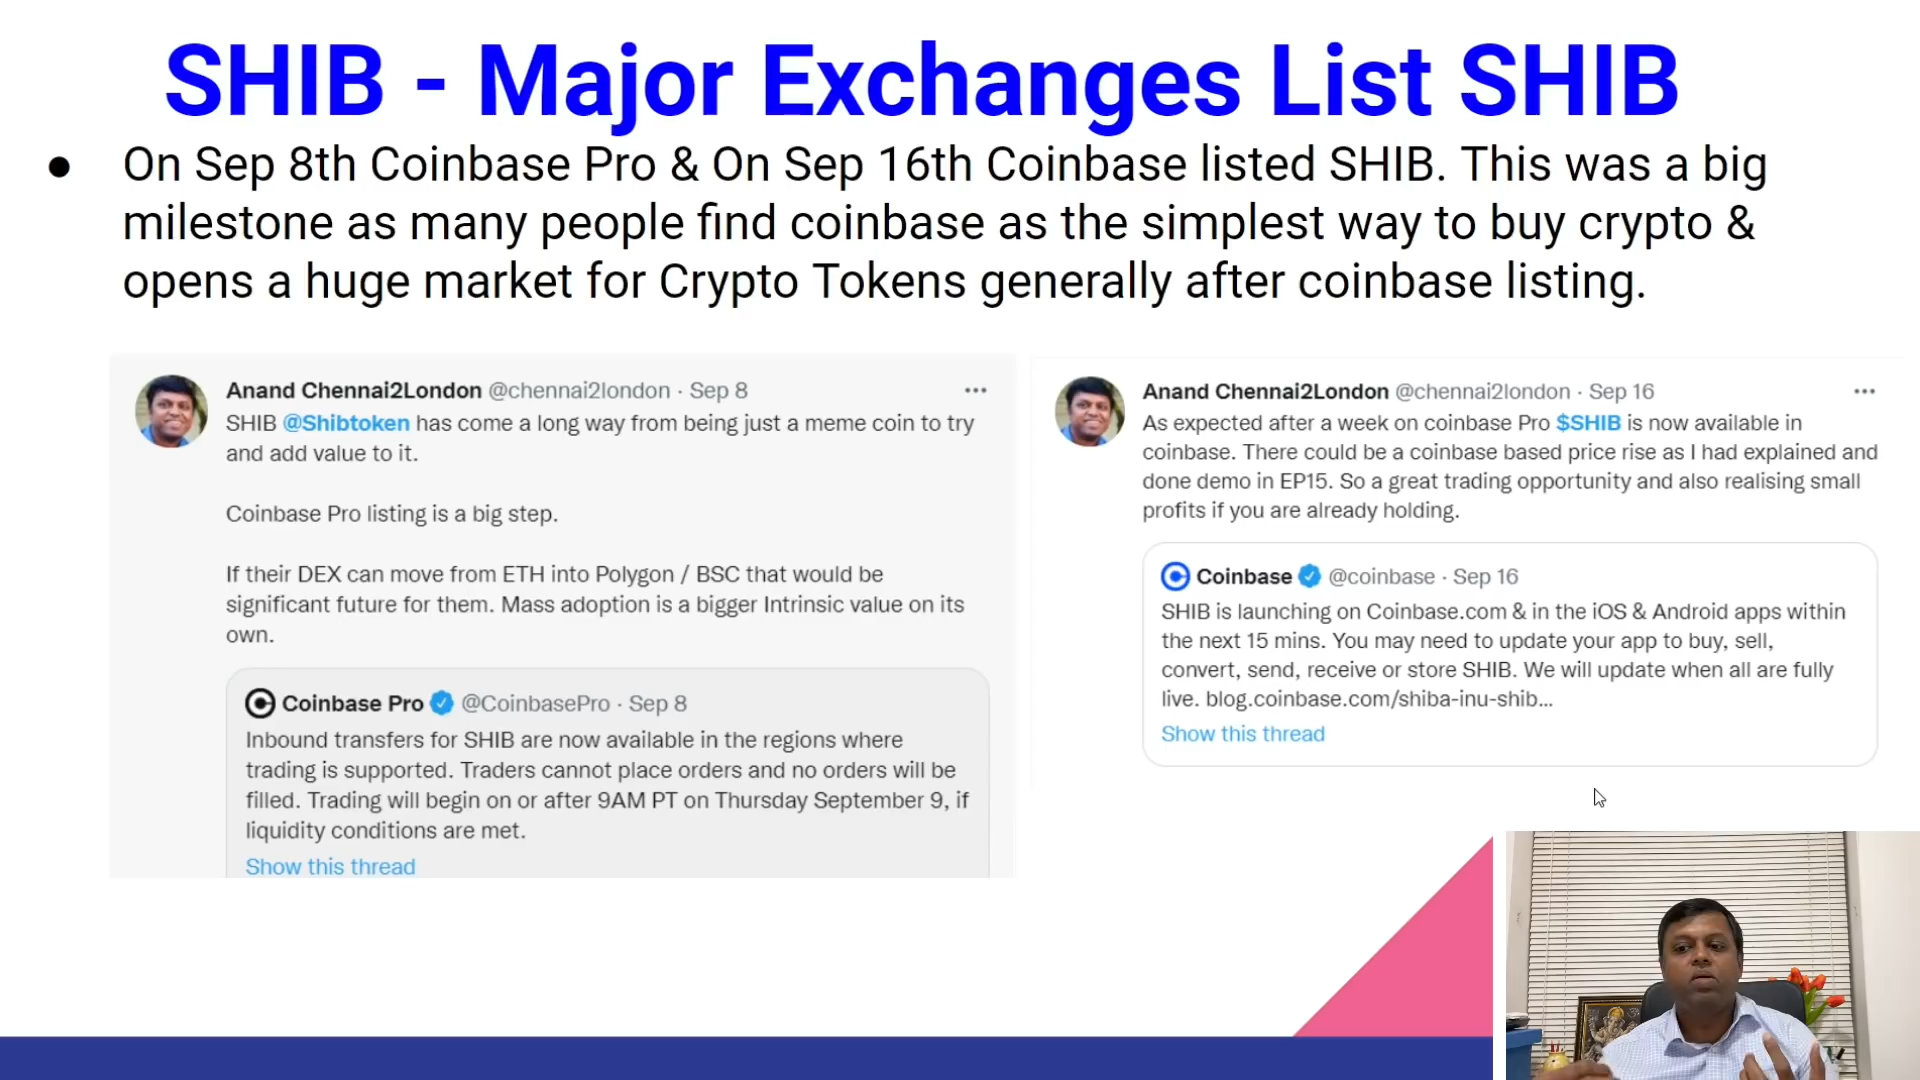 SHIB - Major Exchanges List SHIB
● On Sep 8th Coinbase Pro & On Sep 16th Coinbase listed SHIB. This was a big
milestone as many people find coinbase as the simplest way to buy crypto &
opens a huge market for Crypto Tokens generally after coinbase listing.
Anand Chennai2London @chennai2london · Sep 8
SHIB @Shibtoken has come a long way from being just a meme coin to try
and add value to it.
Coinbase Pro listing is a big step.
If their DEX can move from ETH into Polygon / BSC that would be
significant future for them. Mass adoption is a bigger Intrinsic value on its
own.
Coinbase Pro @CoinbasePro · Sep 8
Inbound transfers for SHIB are now available in the regions where
trading is supported. Traders cannot place orders and no orders will be
filled. Trading will begin on or after 9AM PT on Thursday September 9, if
liquidity conditions are met.
Show this thread
Anand Chennai2London @chennai2london · Sep 16
As expected after a week on coinbase Pro $SHIB is now available in
coinbase. There could be a coinbase based price rise as I had explained and
done demo in EP15. So a great trading opportunity and also realising small
profits if you are already holding.
Coinbase @coinbase · Sep 16
SHIB is launching on Coinbase.com & in the iOS & Android apps within
the next 15 mins. You may need to update your app to buy, sell,
convert, send, receive or store SHIB. We will update when all are fully
live. blog.coinbase.com/shiba-inu-shib...
Show this thread